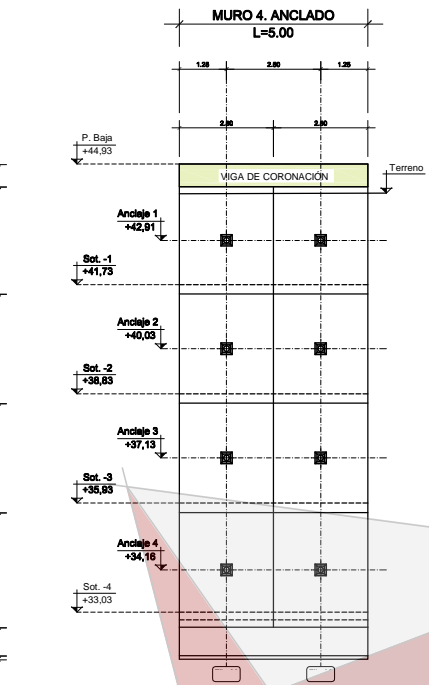 MURO 4. ANCLADO
L=5.00
1.25 2.50 1.25
2.50 2.50
P. Baja
+44,93
VIGA DE CORONACIÓN
Terreno
Anclaje 1
+42,91
Sot. -1
+41,73
Anclaje 2
+40,03
Sot. -2
+38,83
Anclaje 3
+37,13
Sot. -3
+35,93
Anclaje 4
+34,16
Sot. -4
+33,03